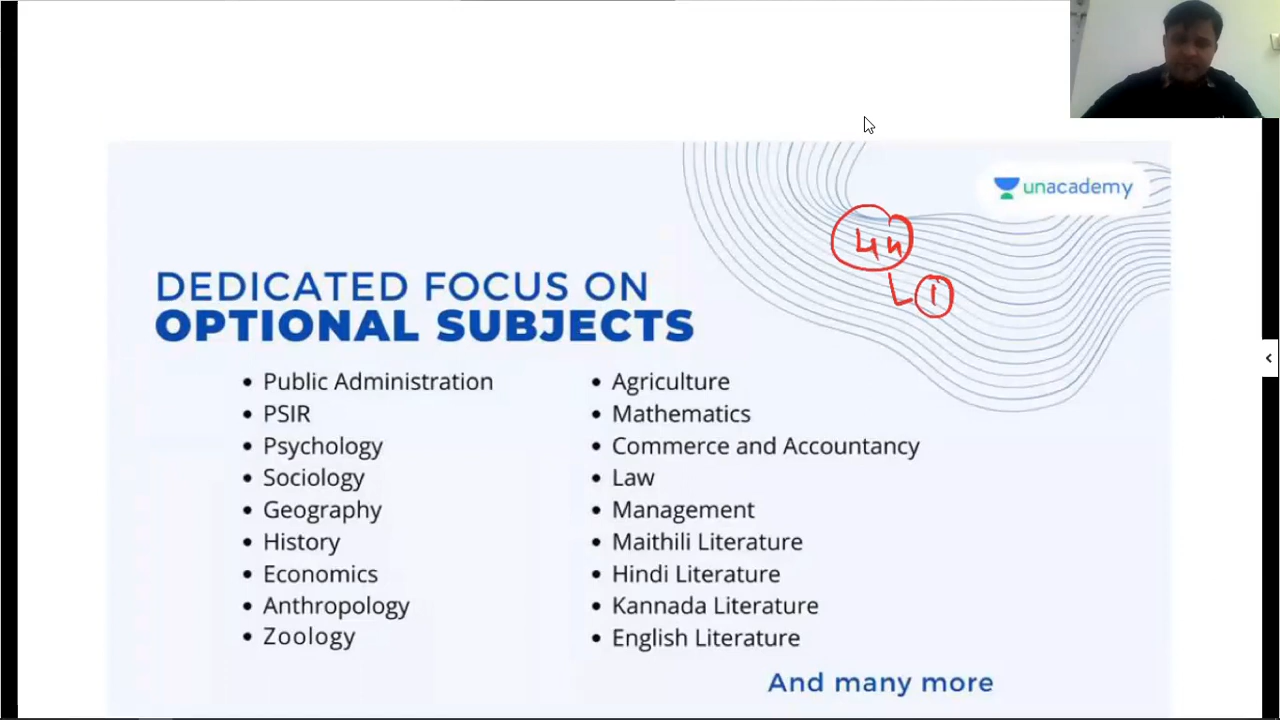 unacademy
44
1
DEDICATED FOCUS ON
OPTIONAL SUBJECTS
• Public Administration
• PSIR
• Psychology
• Sociology
• Geography
• History
• Economics
• Anthropology
• Zoology
• Agriculture
• Mathematics
• Commerce and Accountancy
• Law
• Management
• Maithili Literature
• Hindi Literature
• Kannada Literature
• English Literature
And many more